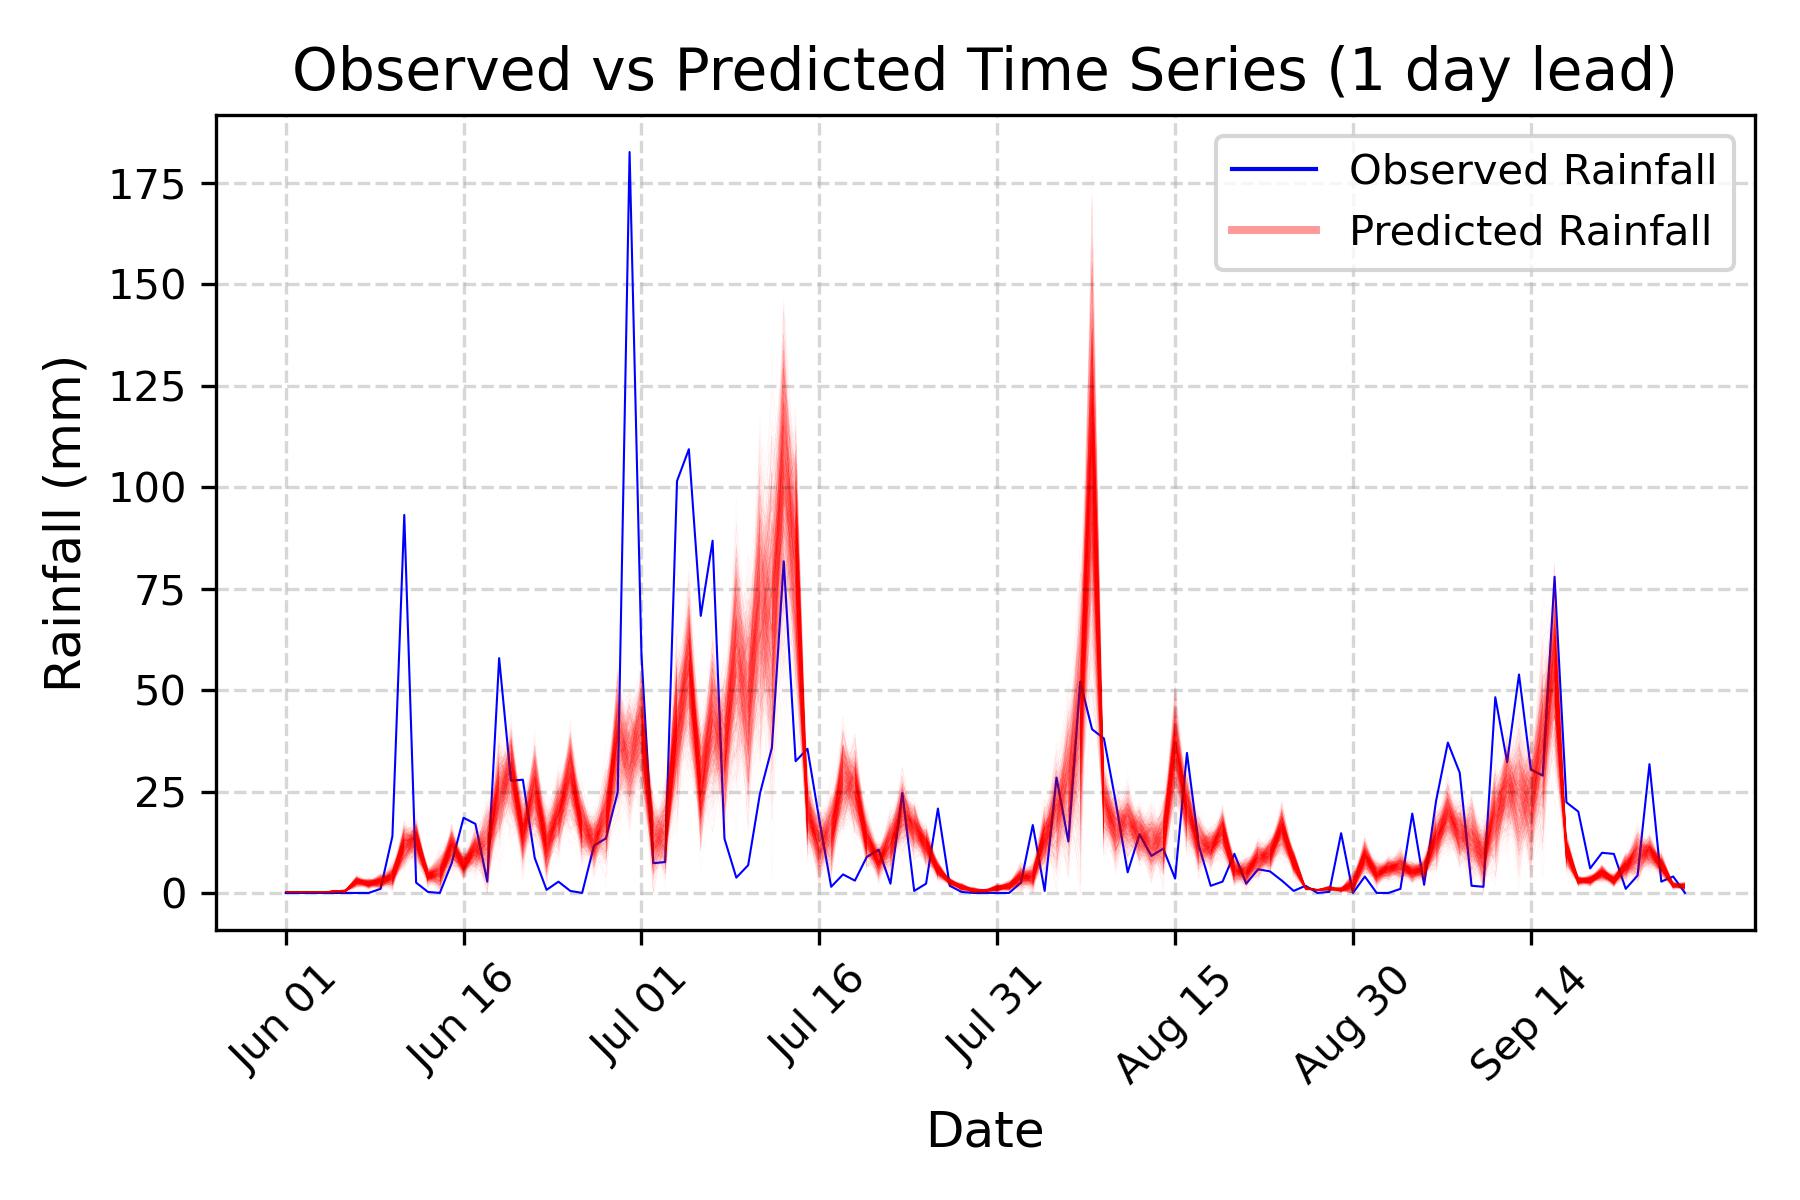 Observed vs Predicted Time Series (1 day lead)
Observed Rainfall
Predicted Rainfall
Rainfall (mm)
175
150
125
100
75
50
25
0
Jun 01
Jun 16
Jul 01
Jul 16
Jul 31
Aug 15
Aug 30
Sep 14
Date